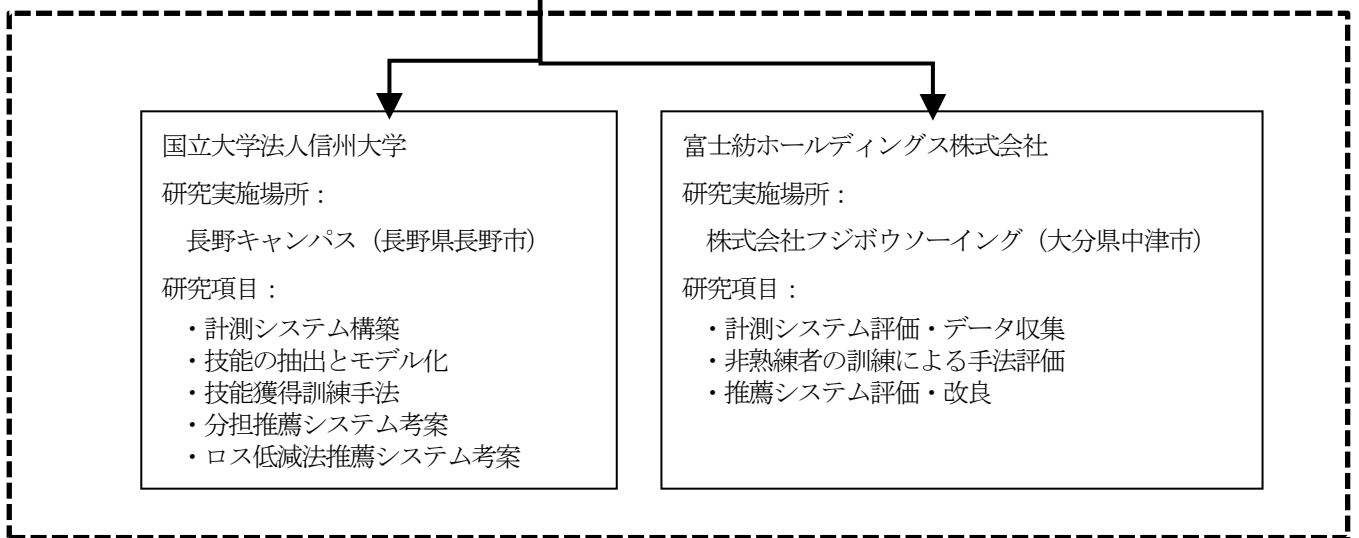 国立大学法人信州大学
研究実施場所：
長野キャンパス（長野県長野市）
研究項目：
・計測システム構築
・技能の抽出とモデル化
・技能獲得訓練手法
・分担推薦システム考案
・ロス低減法推薦システム考案
富士紡ホールディングス株式会社
研究実施場所：
株式会社フジボウソーイング（大分県中津市）
研究項目：
・計測システム評価・データ収集
・非熟練者の訓練による手法評価
・推薦システム評価・改良